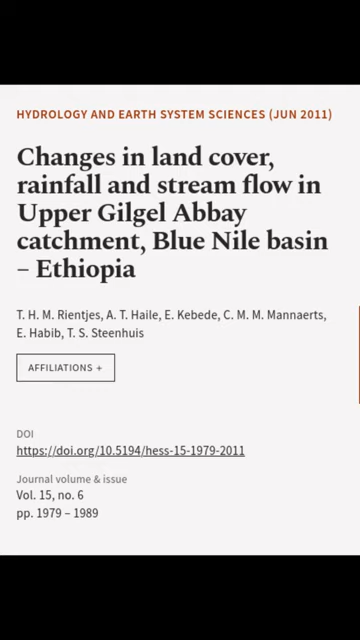 HYDROLOGY AND EARTH SYSTEM SCIENCES (JUN 2011)
Changes in land cover,
rainfall and stream flow in
Upper Gilgel Abbay
catchment, Blue Nile basin
– Ethiopia
T. H. M. Rientjes, A. T. Haile, E. Kebede, C. M. M. Mannaerts,
E. Habib, T. S. Steenhuis
AFFILIATIONS +
DOI
https://doi.org/10.5194/hess-15-1979-2011
Journal volume & issue
Vol. 15, no. 6
pp. 1979 – 1989